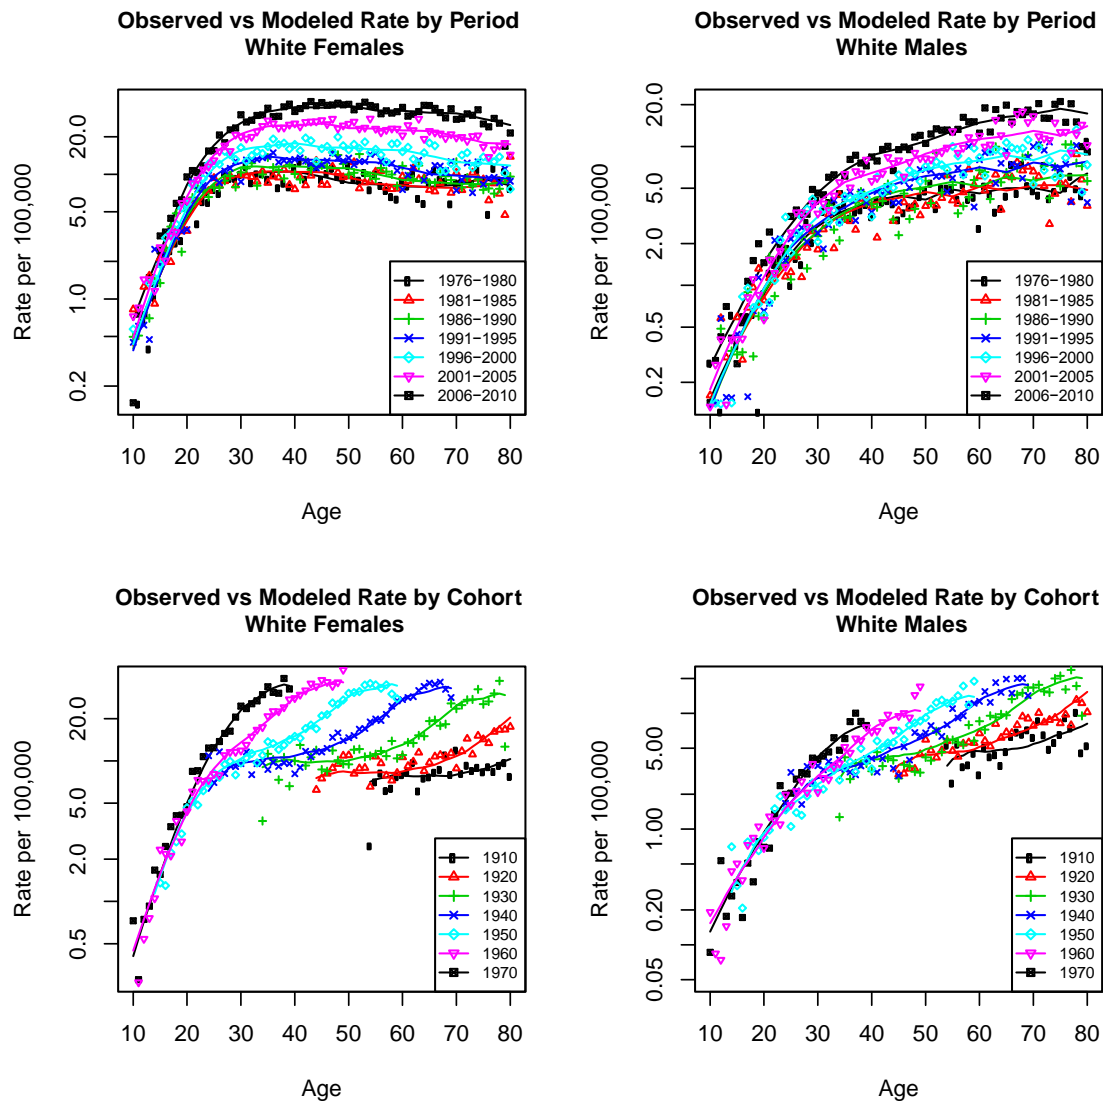 Observed vs Modeled Rate by Period
White Females
Rate per 100,000
20.0
5.0
1.0
0.2
1976−1980
1981−1985
1986−1990
1991−1995
1996−2000
2001−2005
2006−2010
10 20 30 40 50 60 70 80
Age
Observed vs Modeled Rate by Period
White Males
Rate per 100,000
20.0
5.0
2.0
0.5
0.2
1976−1980
1981−1985
1986−1990
1991−1995
1996−2000
2001−2005
2006−2010
10 20 30 40 50 60 70 80
Age
Observed vs Modeled Rate by Cohort
White Females
Rate per 100,000
20.0
5.0
2.0
0.5
1910
1920
1930
1940
1950
1960
1970
10 20 30 40 50 60 70 80
Age
Observed vs Modeled Rate by Cohort
White Males
Rate per 100,000
5.00
1.00
0.20
0.05
1910
1920
1930
1940
1950
1960
1970
10 20 30 40 50 60 70 80
Age